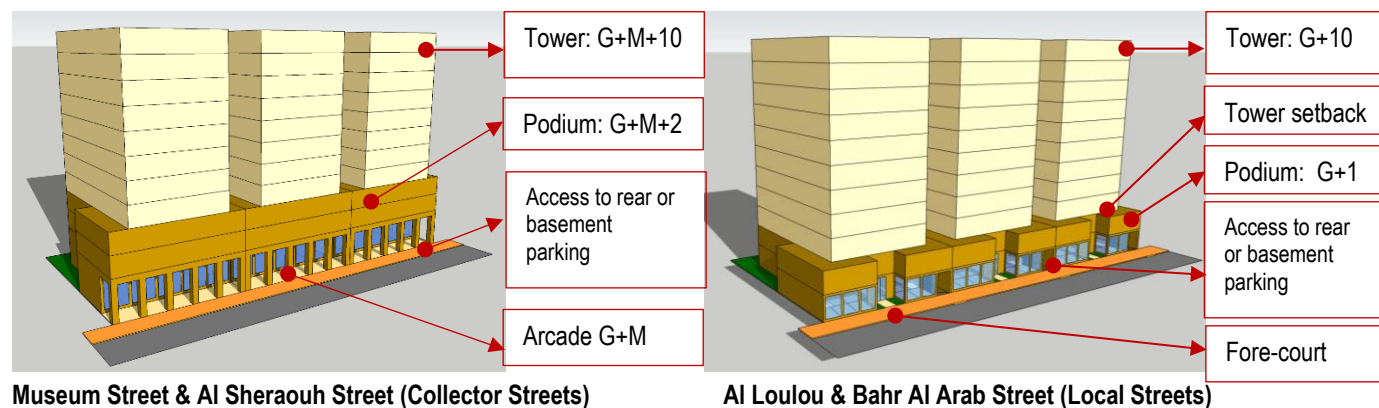 Tower: G+M+10
Podium: G+M+2
Access to rear or
basement
parking
Arcade G+M
Museum Street & Al Sheraouh Street (Collector Streets)
Tower: G+10
Tower setback
Podium: G+1
Access to rear
or basement
parking
Fore-court
Al Loulou & Bahr Al Arab Street (Local Streets)